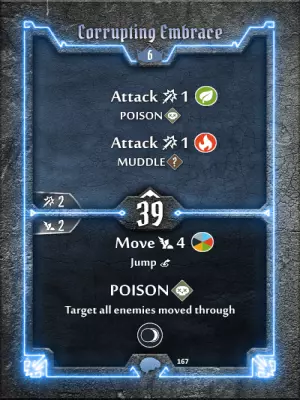 Corrupting Embrace
6
Attack 1
POISON
Attack 1
MUDDLE ?
2
39
2
Move 4
Jump
POISON
Target all enemies moved through
167